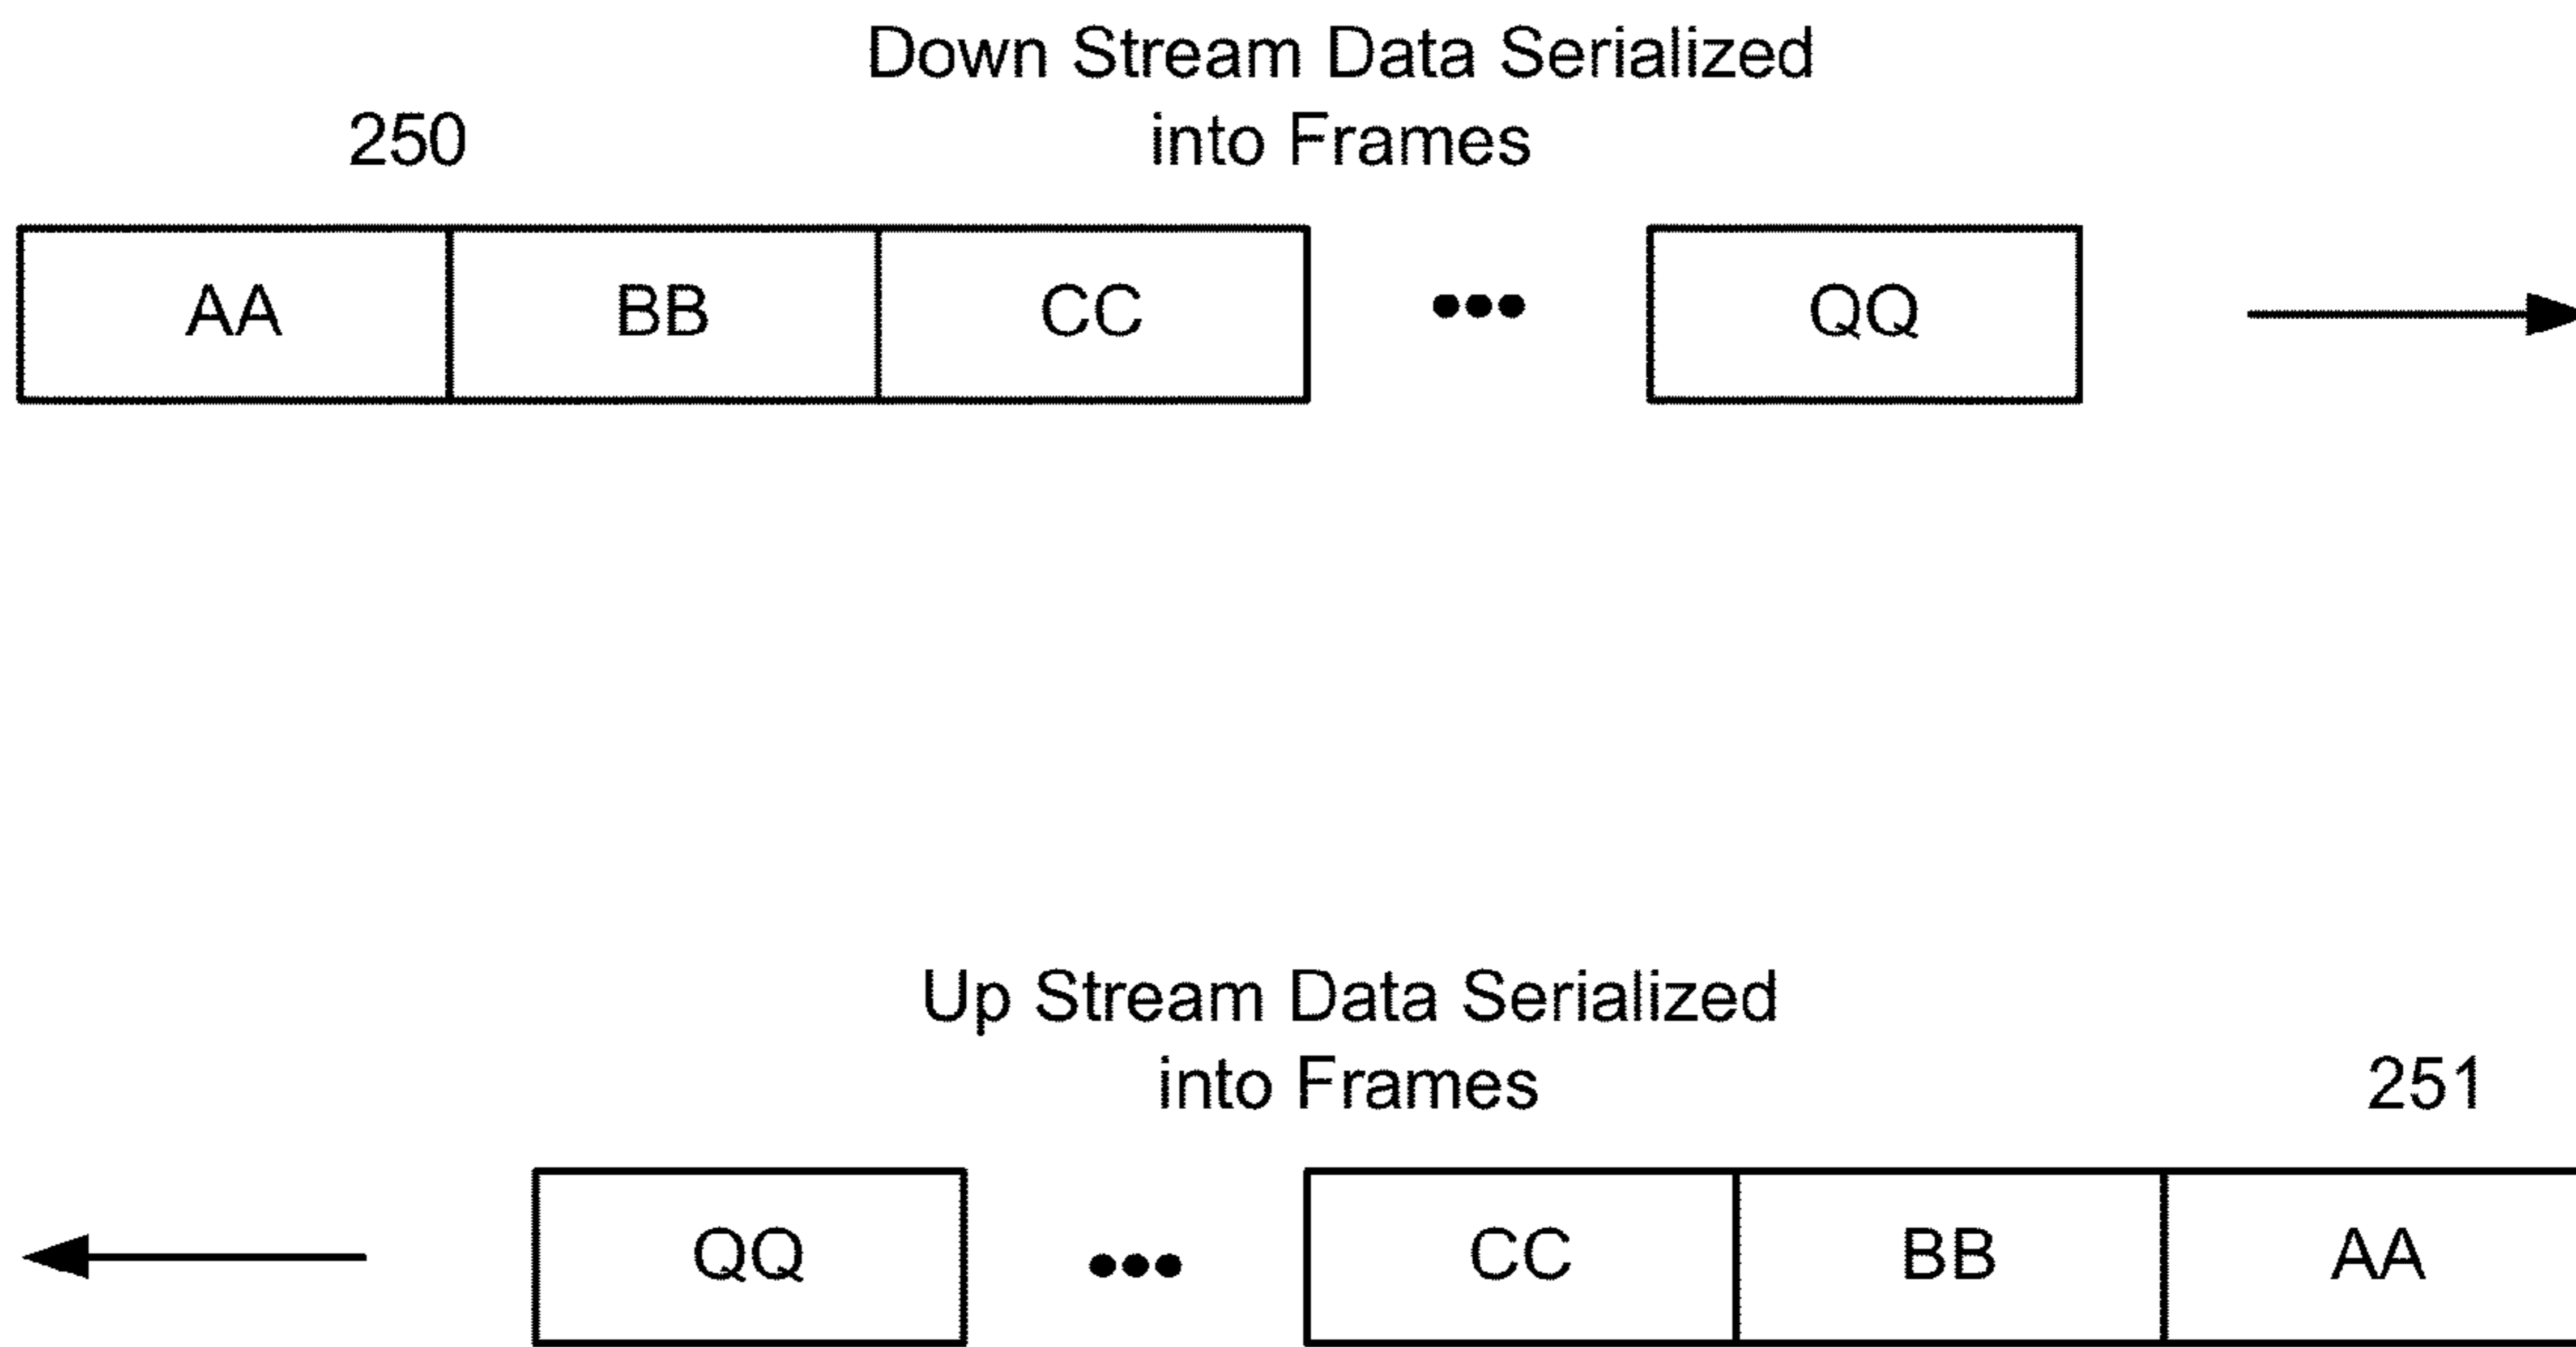 Down Stream Data Serialized
into Frames
250
AA BB CC ••• QQ
Up Stream Data Serialized
into Frames
251
QQ ••• CC BB AA